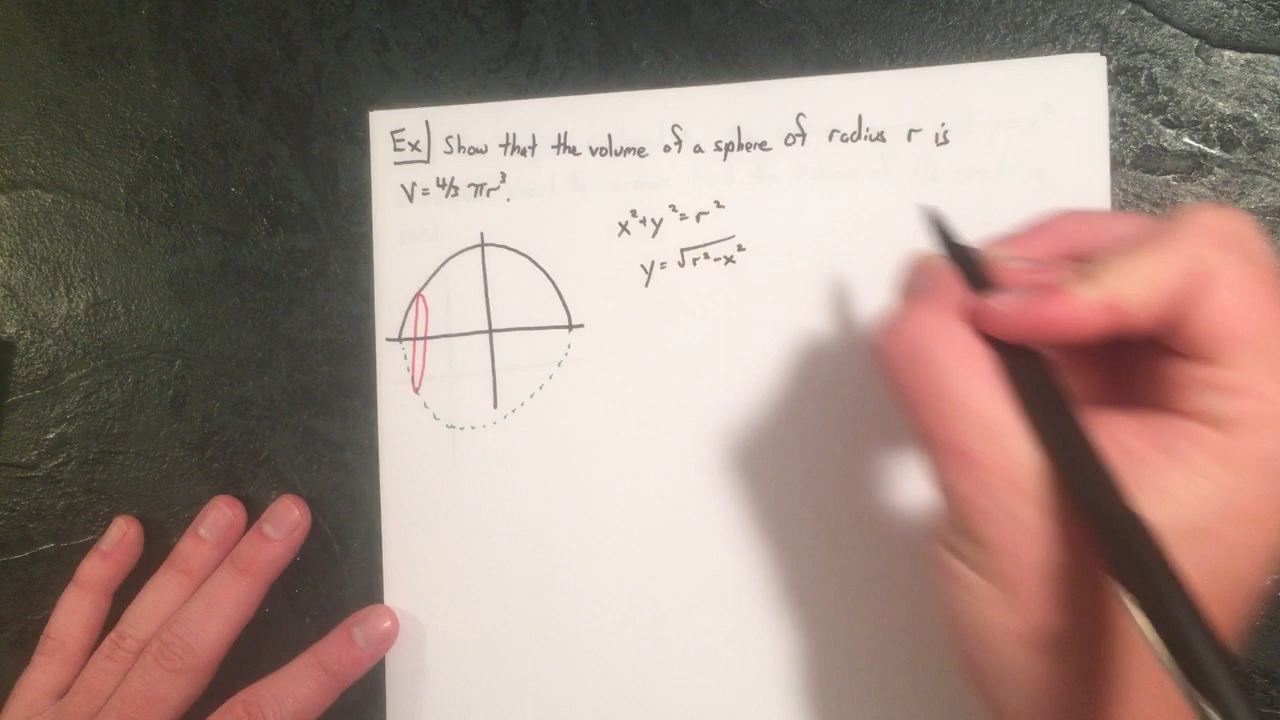 Ex] Show that the volume of a sphere of radius r is
V = 4/3 πr³.
x² + y² = r²
y = √r² - x²